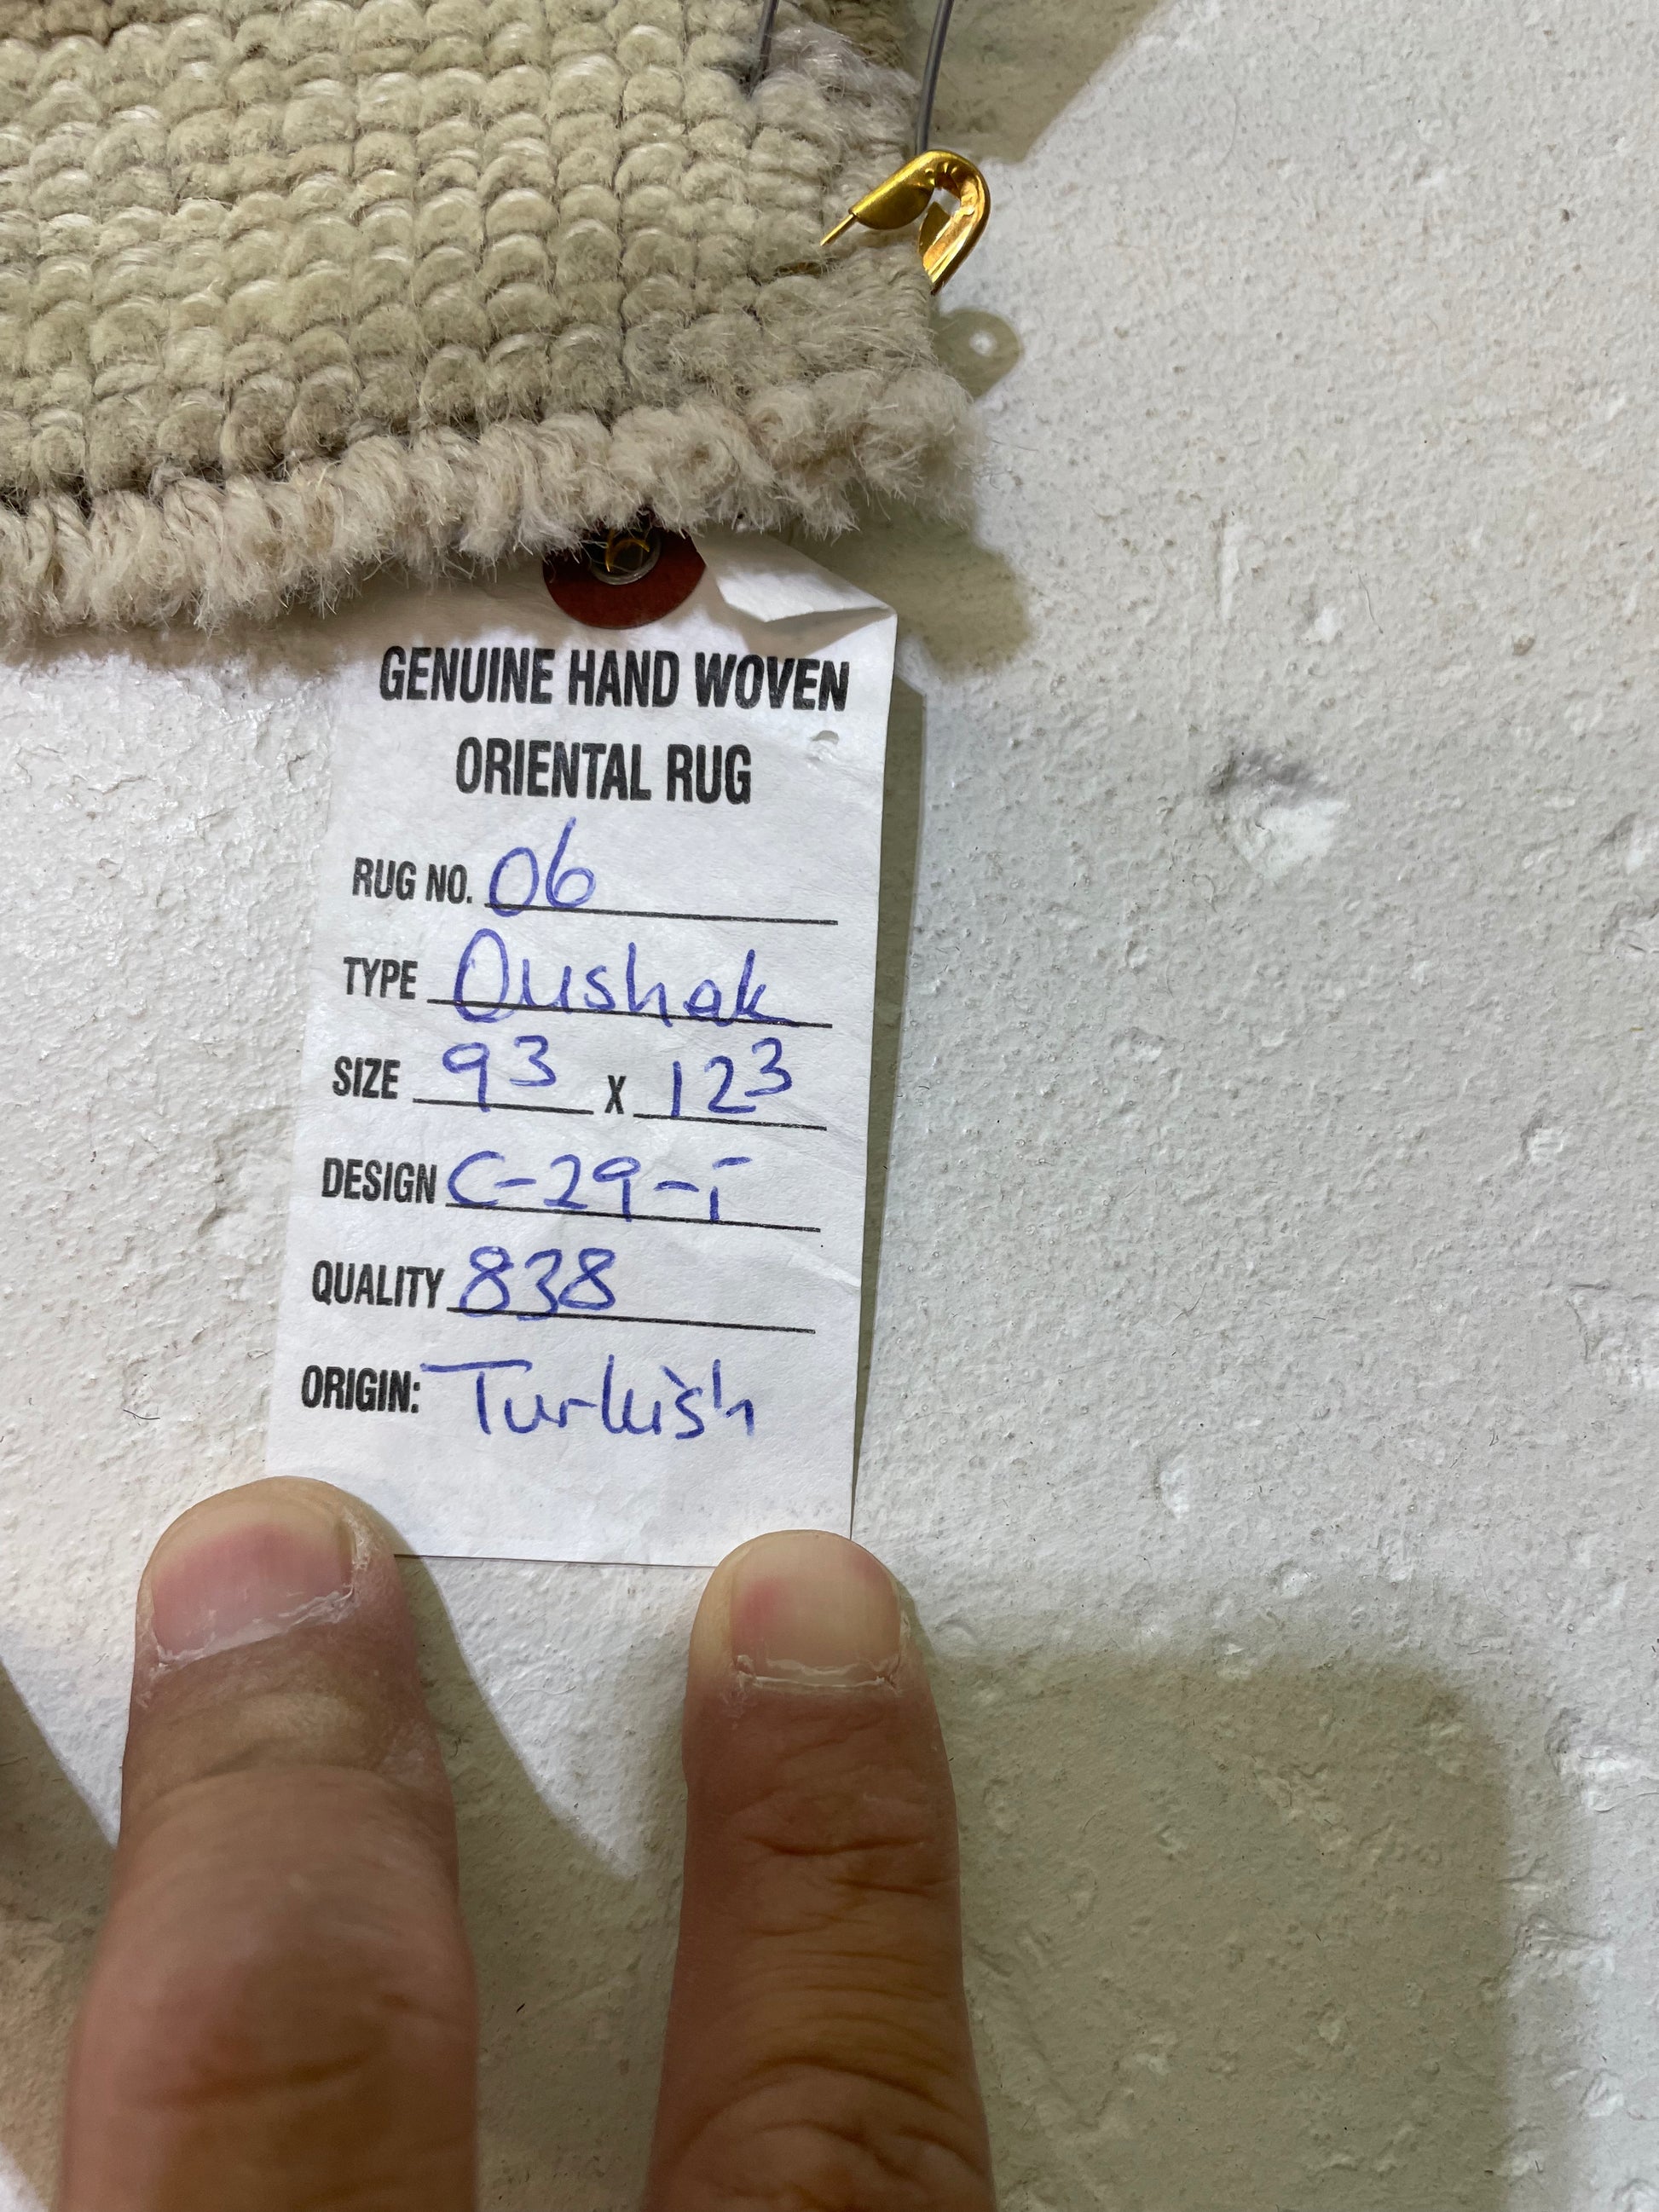 GENUINE HAND WOVEN
ORIENTAL RUG
RUG NO. 06
TYPE Oushak
SIZE 9³ X 12³
DESIGN C-29-i
QUALITY 838
ORIGIN: Turkish